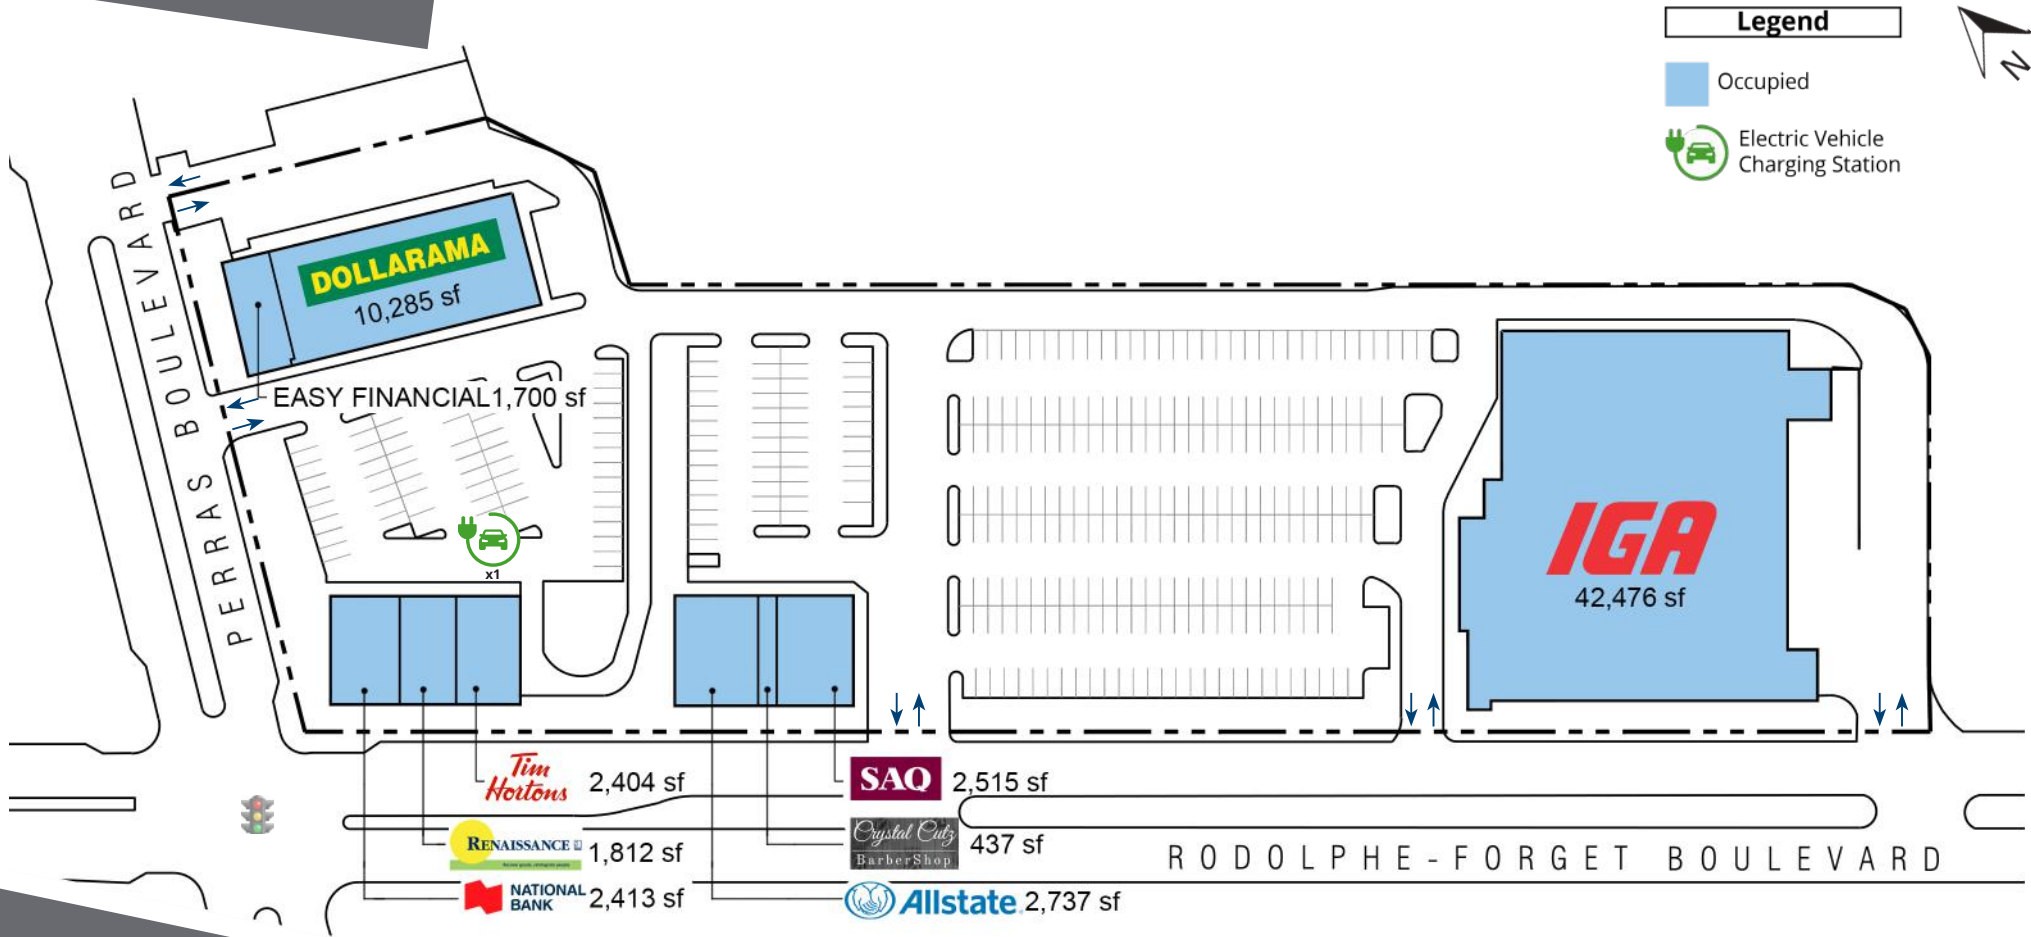 Legend
Occupied
Electric Vehicle
Charging Station
N
PERRAS BOULEVARD
DOLLARAMA
10,285 sf
EASY FINANCIAL 1,700 sf
x1
IGA
42,476 sf
Tim
Hortons
2,404 sf
RENAISSANCE
1,812 sf
NATIONAL
BANK
2,413 sf
SAQ
2,515 sf
Crystal Cutz
BarberShop
437 sf
Allstate
2,737 sf
RODOLPHE-FORGET BOULEVARD